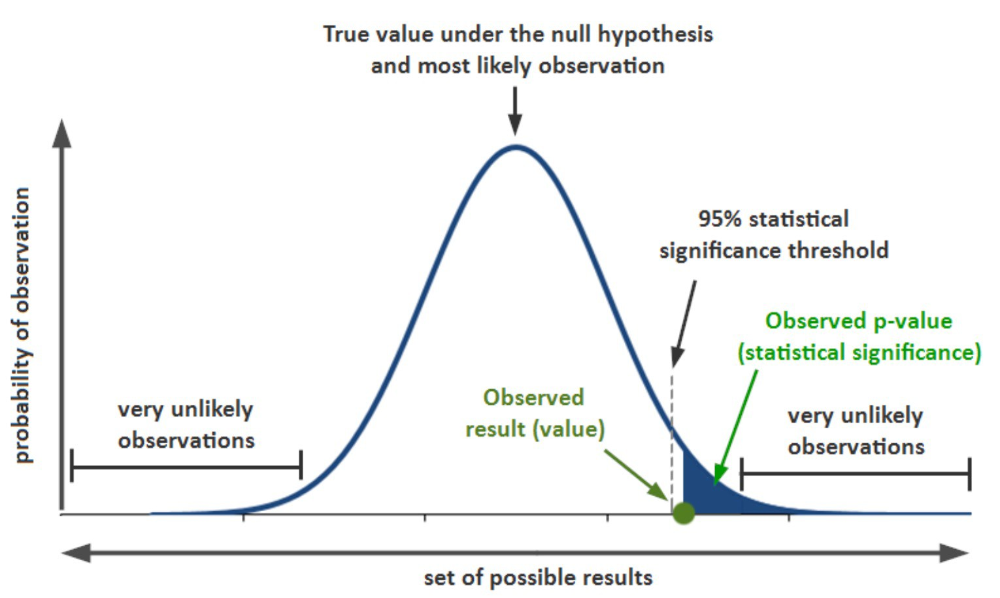 True value under the null hypothesis
and most likely observation
probability of observation
95% statistical
significance threshold
Observed p-value
(statistical significance)
Observed
result (value)
very unlikely
observations
very unlikely
observations
set of possible results